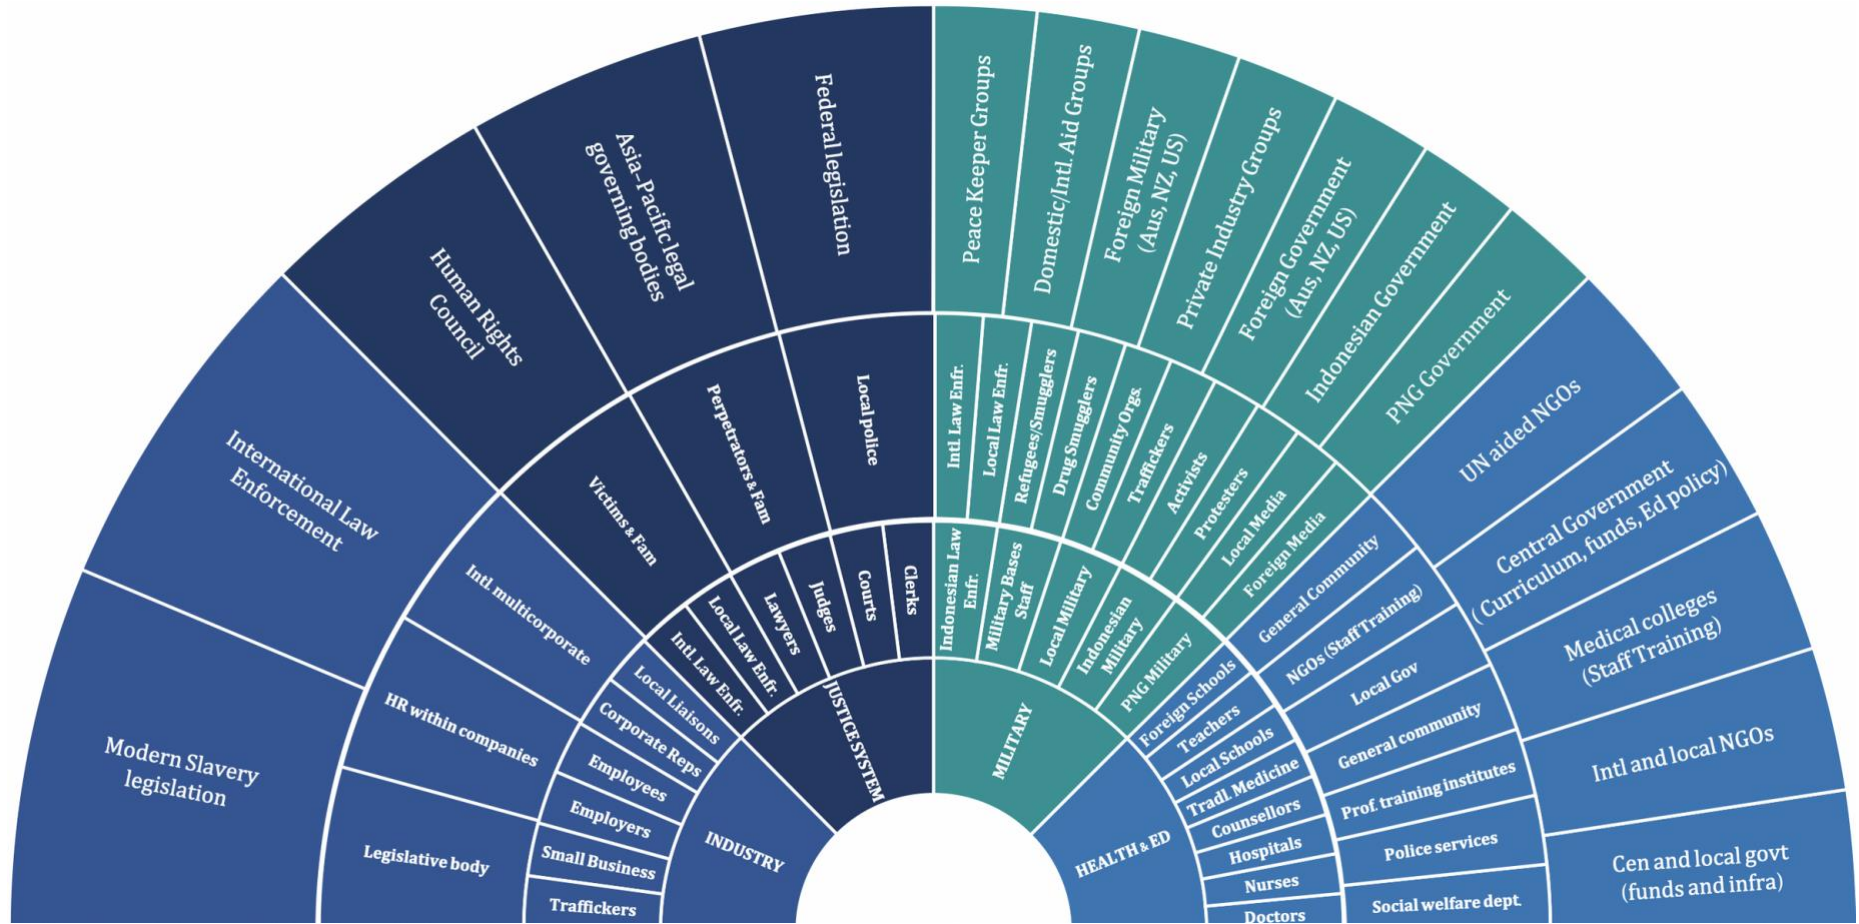 Modern Slavery
legislation
International Law
Enforcement
Human Rights
Council
Asia-Pacific legal
governing bodies
Federal legislation
Peace Keeper Groups
Domestic/Intl. Aid Groups
Foreign Military
(Aus, NZ, US)
Private Industry Groups
Foreign Government
(Aus, NZ, US)
Indonesian Government
PNG Government
UN aided NGOs
Central Government
(Curriculum, funds, Ed policy)
Medical colleges
(Staff Training)
Intl and local NGOs
Cen and local govt
(funds and infra)
Legislative body
HR within companies
Intl. multicorporate
Victims & Fam
Perpetrators & Fam
Local police
Intl. Law Enfr.
Local Law Enfr.
Refugees/Smugglers
Drug Smugglers
Community Orgs.
Traffickers
Activists
Protesters
Local Media
Foreign Media
General Community
NGOs (Staff Training)
Local Gov
General community
Prof. training institutes
Police services
Social welfare dept.
Traffickers
Small Business
Employers
Employees
Corporate Reps
Local Liaisons
Intl. Law Enfr.
Local Law Enfr.
Lawyers
Judges
Courts
Clerks
Indonesian Law
Enfr.
Military Bases
Staff
Local Military
Indonesian
Military
PNG Military
Foreign Schools
Teachers
Local Schools
Tradl. Medicine
Counsellors
Hospitals
Nurses
Doctors
INDUSTRY
JUSTICE SYSTEM
MILITARY
HEALTH & ED